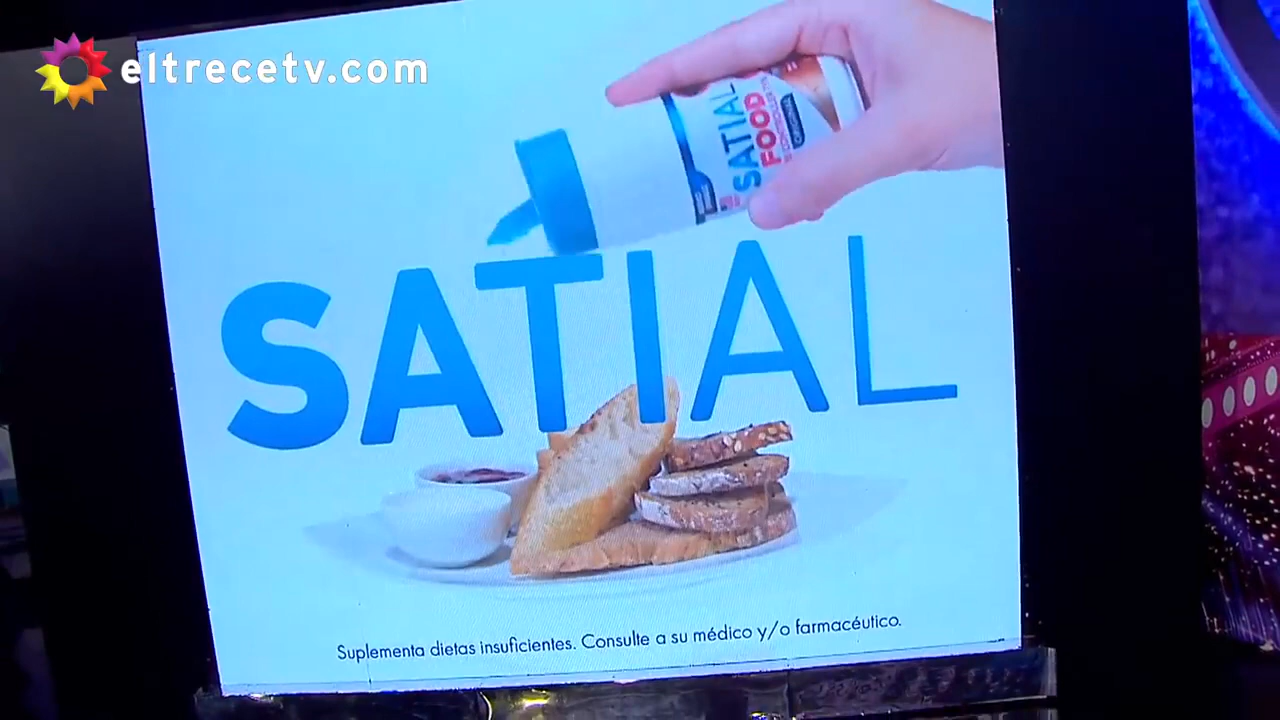 eltrecetv.com
SATIAL
FOOD
SATIAL
Suplementa dietas insuficientes. Consulte a su médico y/o farmacéutico.